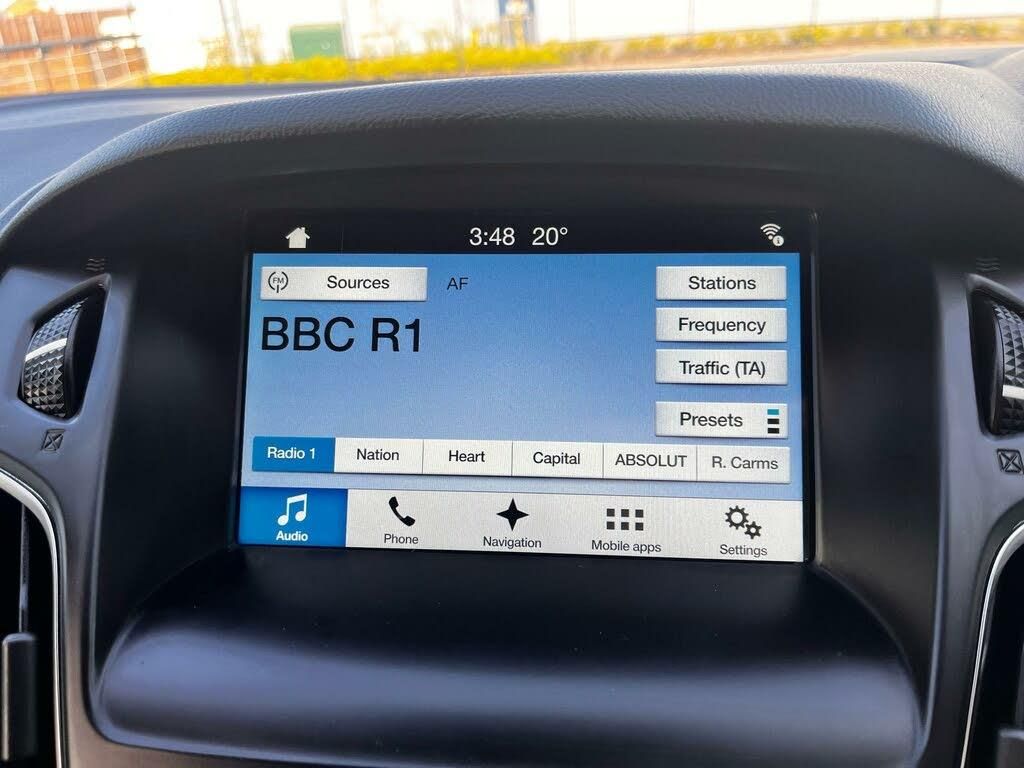 3:48 20°
FM Sources AF Stations
BBC R1
Frequency
Traffic (TA)
Presets
Radio 1 Nation Heart Capital ABSOLUT R. Carms
Audio Phone Navigation Mobile apps Settings